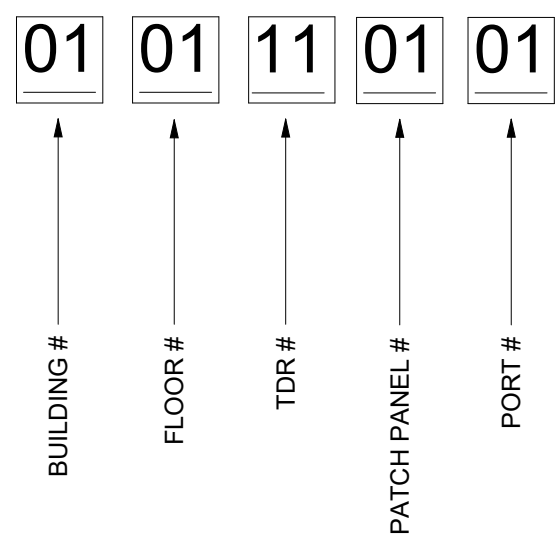 01 01 11 01 01
BUILDING #
FLOOR #
TDR #
PATCH PANEL #
PORT #